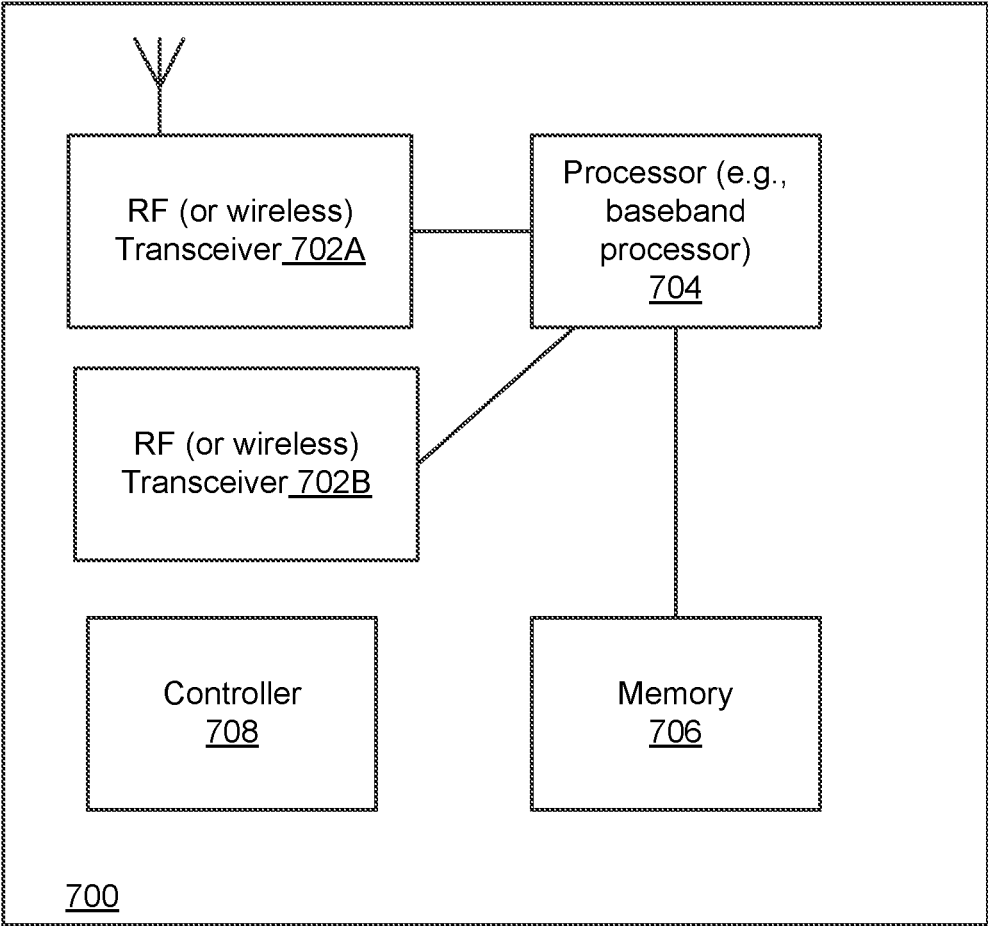 RF (or wireless)
Transceiver 702A
Processor (e.g.,
baseband
processor)
704
RF (or wireless)
Transceiver 702B
Controller
708
Memory
706
700